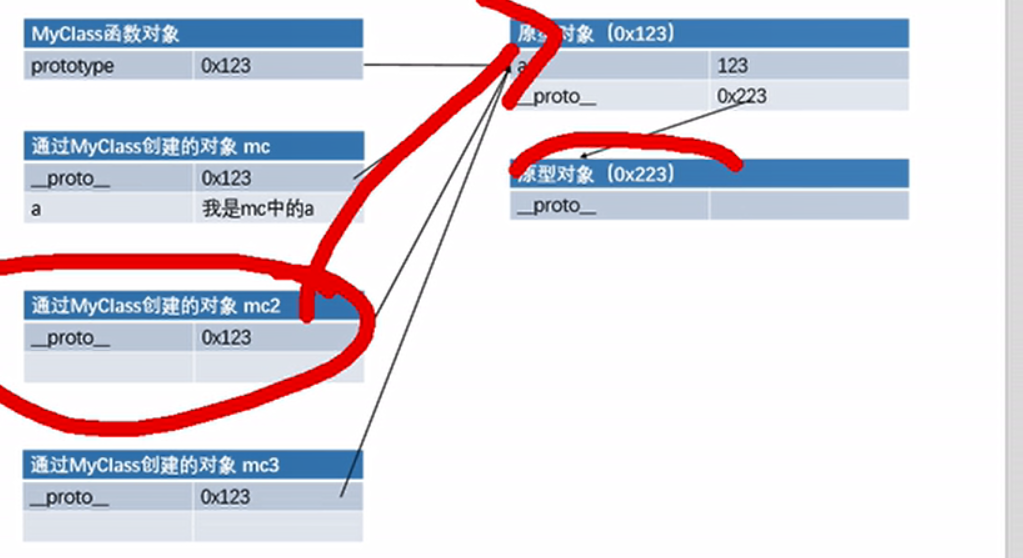 MyClass函数对象
prototype 0x123
通过MyClass创建的对象 mc
__proto__ 0x123
a 我是mc中的a
通过MyClass创建的对象 mc2
__proto__ 0x123
通过MyClass创建的对象 mc3
__proto__ 0x123
原型对象（0x123）
a 123
__proto__ 0x223
原型对象（0x223）
__proto__